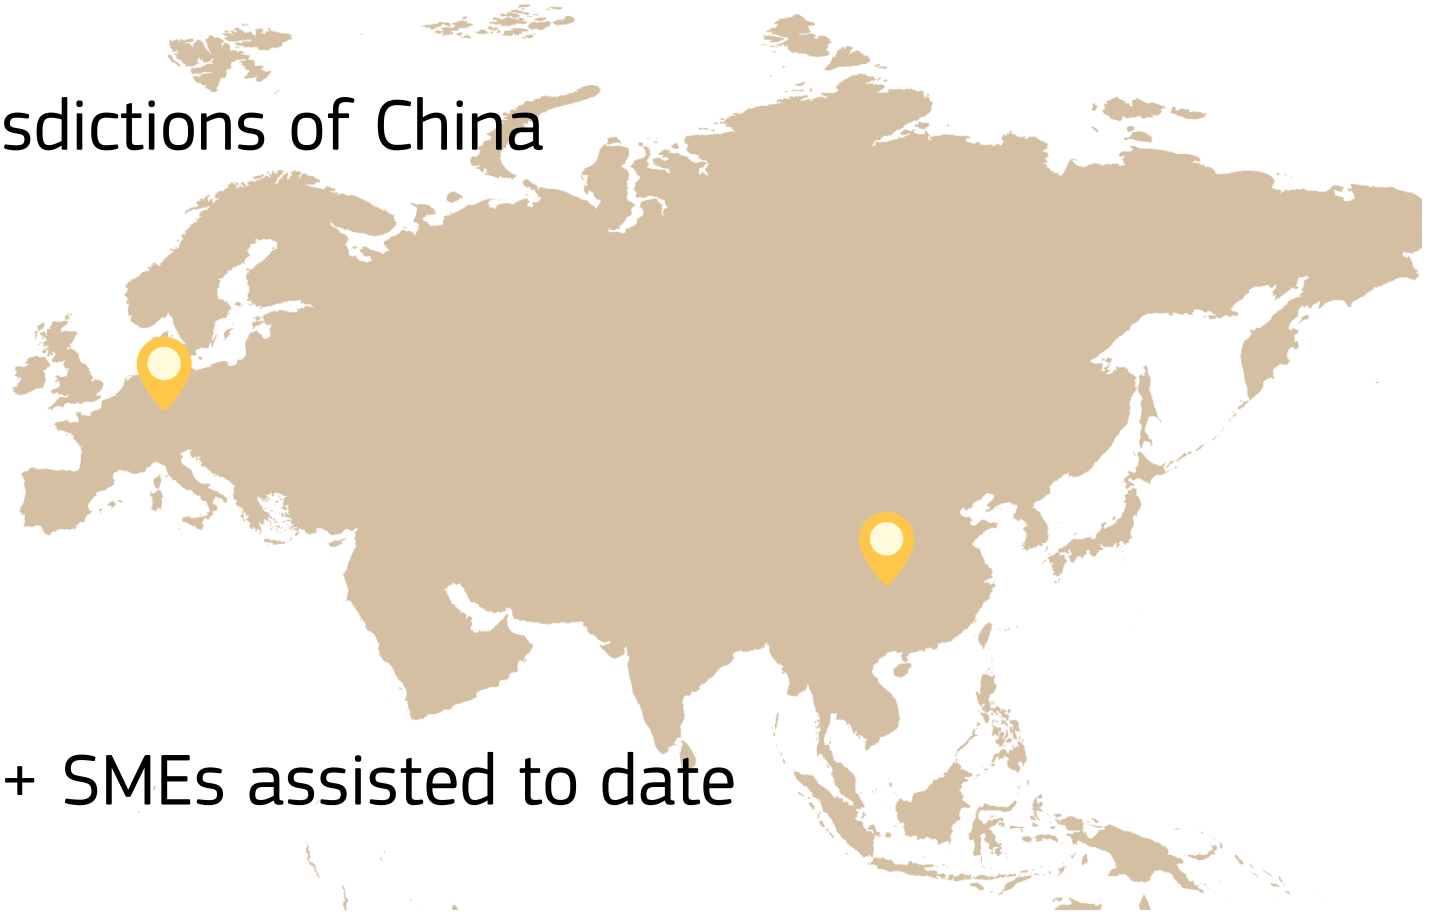 sdictions of China
+ SMEs assisted to date